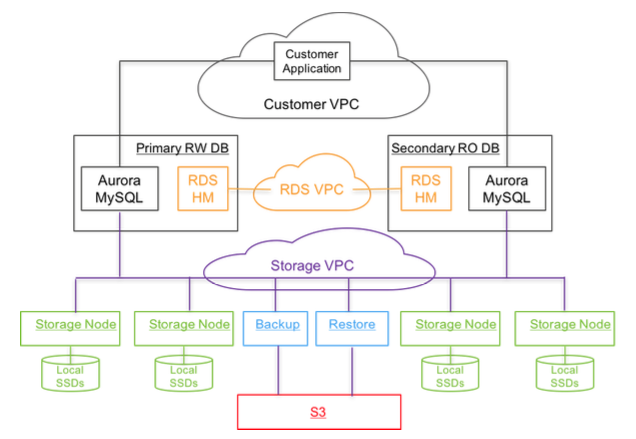 Customer
Application
Customer VPC
Primary RW DB
Secondary RO DB
Aurora
MySQL
RDS
HM
RDS VPC
RDS
HM
Aurora
MySQL
Storage VPC
Storage Node
Storage Node
Backup
Restore
Storage Node
Storage Node
Local
SSDs
Local
SSDs
Local
SSDs
Local
SSDs
S3